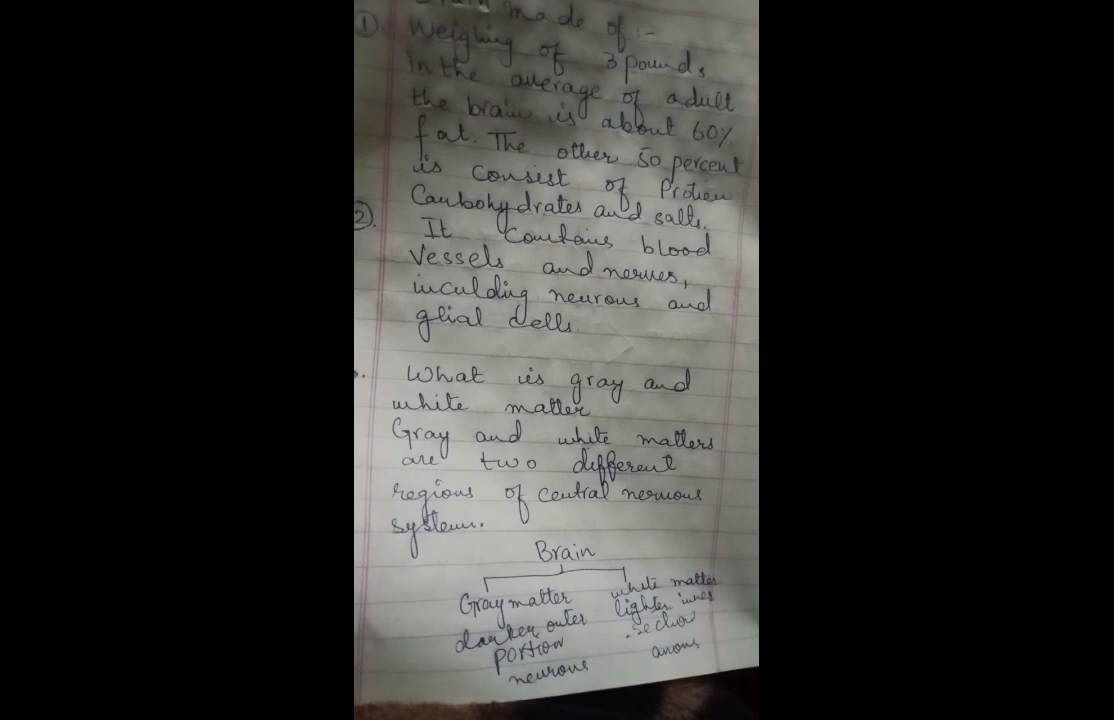 made of :-
① Weighing of 3 pounds
in the average of adult
the brain is about 60%
fat. The other 50 percent
is consist of Protien
Carbohydrates and salts.
②. It contains blood
vessels and nerves,
inculding neurons and
glial cells
What is gray and
white matter
Gray and white matters
are two different
regions of central nervous
system.
Brain
Gray matter
darker outer
portion
neurons
white matter
lighter inner
section
anons